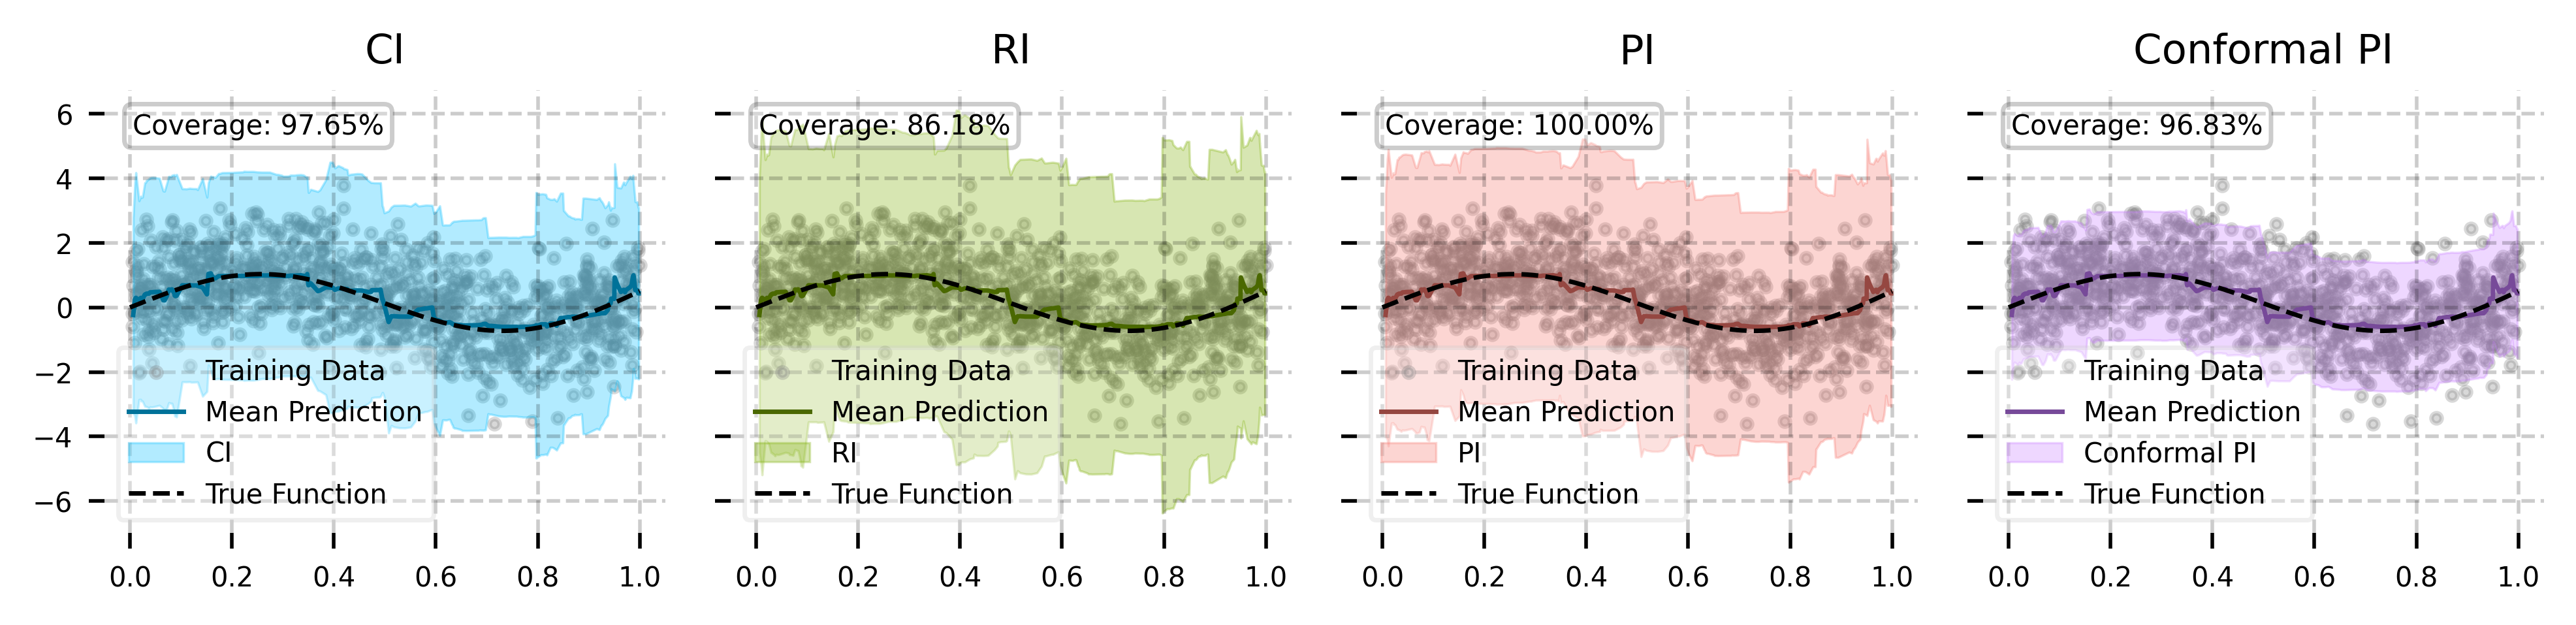 CI
RI
PI
Conformal PI
6
4
2
0
−2
−4
−6
Coverage: 97.65%
Training Data
Mean Prediction
CI
True Function
0.0 0.2 0.4 0.6 0.8 1.0
Coverage: 86.18%
Training Data
Mean Prediction
RI
True Function
0.0 0.2 0.4 0.6 0.8 1.0
Coverage: 100.00%
Training Data
Mean Prediction
PI
True Function
0.0 0.2 0.4 0.6 0.8 1.0
Coverage: 96.83%
Training Data
Mean Prediction
Conformal PI
True Function
0.0 0.2 0.4 0.6 0.8 1.0